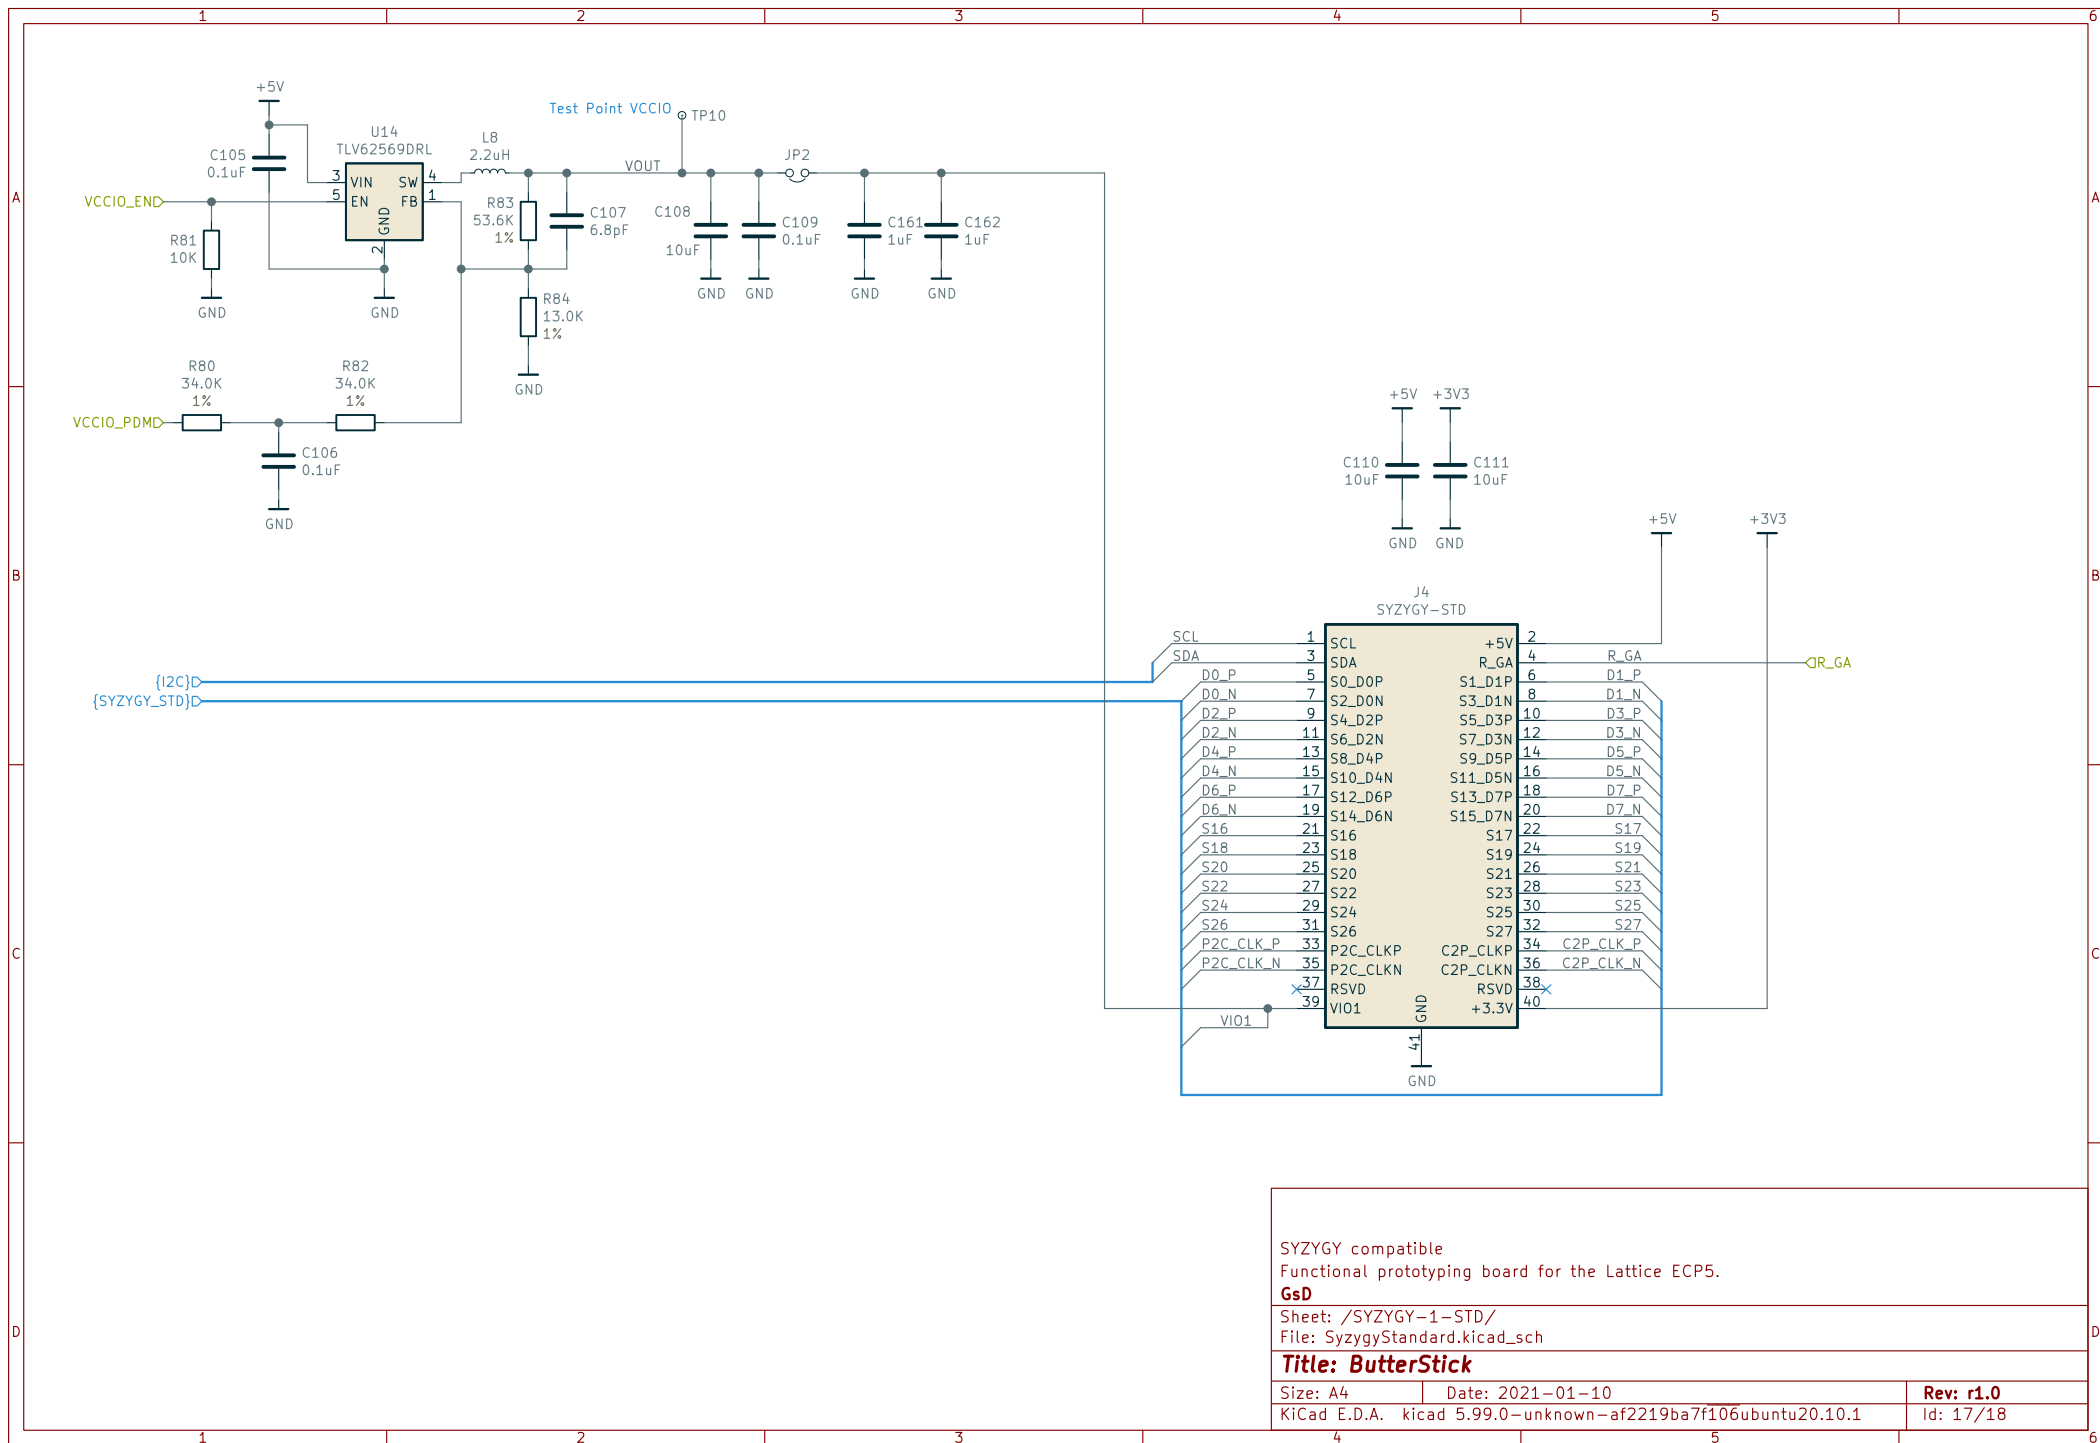 1 2 3 4 5 6
A
B
C
D
A
B
C
D
+5V
C105
0.1uF
U14
TLV62569DRL
3 VIN
5 EN
SW 4
FB 1
GND
2
GND
VCCIO_EN
R81
10K
GND
L8
2.2uH
Test Point VCCIO
TP10
VOUT
JP2
R83
53.6K
1%
C107
6.8pF
C108
10uF
GND
C109
0.1uF
GND
C161
1uF
GND
C162
1uF
GND
R84
13.0K
1%
GND
R80
34.0K
1%
R82
34.0K
1%
VCCIO_PDM
C106
0.1uF
GND
+5V
+3V3
C110
10uF
C111
10uF
GND
GND
+5V
+3V3
J4
SYZYGY-STD
{I2C}
{SYZYGY_STD}
SCL 1 SCL +5V 2
SDA 3 SDA R_GA 4 R_GA R_GA
D0_P 5 S0_D0P S1_D1P 6 D1_P
D0_N 7 S2_D0N S3_D1N 8 D1_N
D2_P 9 S4_D2P S5_D3P 10 D3_P
D2_N 11 S6_D2N S7_D3N 12 D3_N
D4_P 13 S8_D4P S9_D5P 14 D5_P
D4_N 15 S10_D4N S11_D5N 16 D5_N
D6_P 17 S12_D6P S13_D7P 18 D7_P
D6_N 19 S14_D6N S15_D7N 20 D7_N
S16 21 S16 S17 22 S17
S18 23 S18 S19 24 S19
S20 25 S20 S21 26 S21
S22 27 S22 S23 28 S23
S24 29 S24 S25 30 S25
S26 31 S26 S27 32 S27
P2C_CLK_P 33 P2C_CLKP C2P_CLKP 34 C2P_CLK_P
P2C_CLK_N 35 P2C_CLKN C2P_CLKN 36 C2P_CLK_N
37 RSVD RSVD 38
39 VIO1 +3.3V 40
VIO1
GND
41
GND
SYZYGY compatible
Functional prototyping board for the Lattice ECP5.
GsD
Sheet: /SYZYGY-1-STD/
File: SyzygyStandard.kicad_sch
Title: ButterStick
Size: A4 Date: 2021-01-10 Rev: r1.0
KiCad E.D.A. kicad 5.99.0-unknown-af2219ba7f106ubuntu20.10.1 Id: 17/18
1 2 3 4 5 6